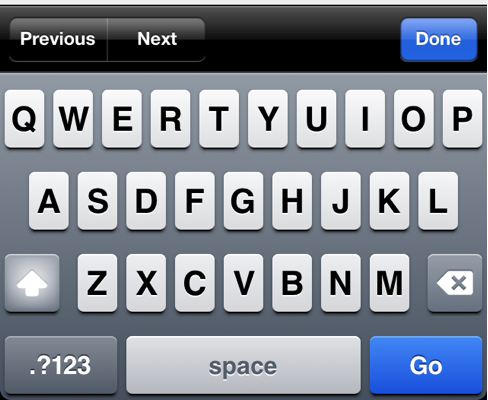 Previous Next Done
Q W E R T Y U I O P
A S D F G H J K L
Z X C V B N M
.?123 space Go